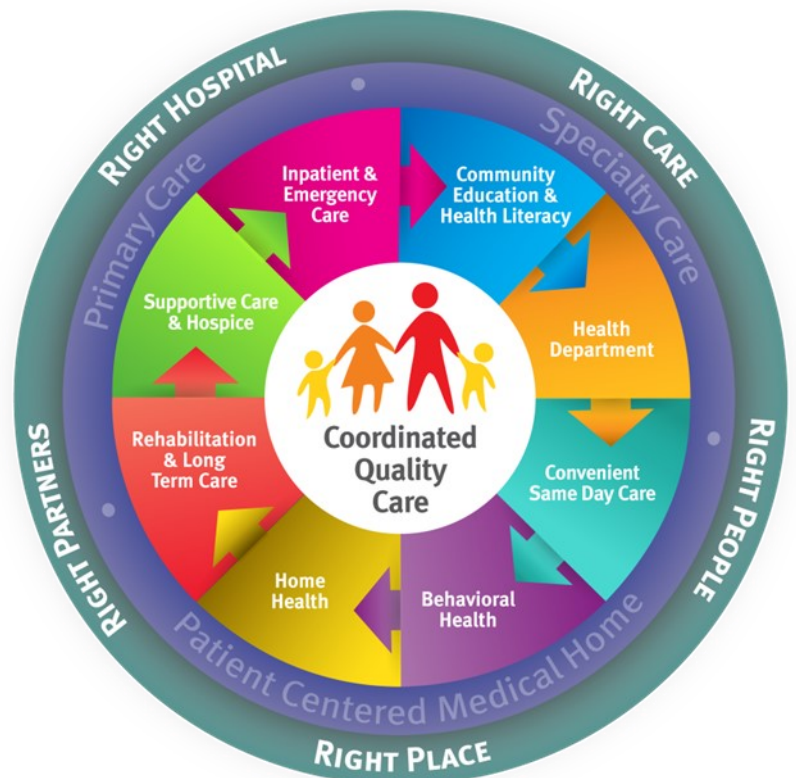 RIGHT HOSPITAL
RIGHT CARE
RIGHT PEOPLE
RIGHT PLACE
RIGHT PARTNERS
Primary Care
Specialty Care
Patient Centered Medical Home
Inpatient &
Emergency
Care
Community
Education &
Health Literacy
Health
Department
Convenient
Same Day Care
Behavioral
Health
Home
Health
Rehabilitation
& Long
Term Care
Supportive Care
& Hospice
Coordinated
Quality
Care